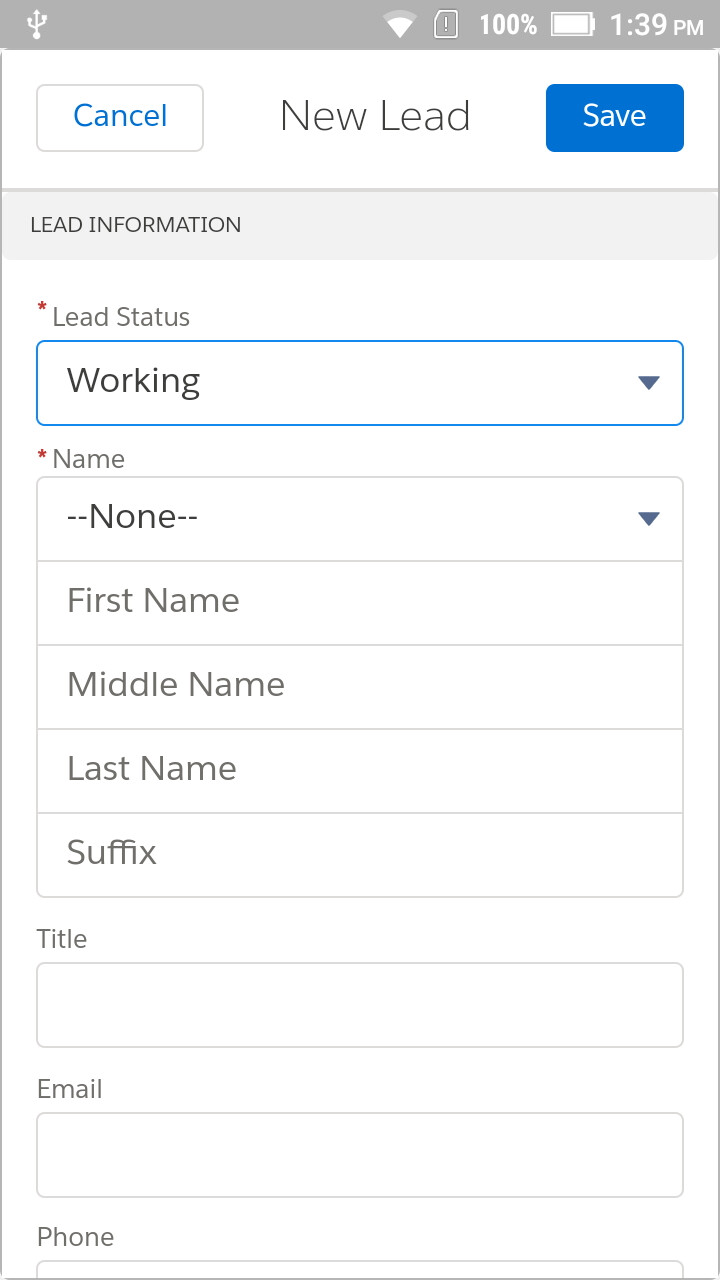 100% 1:39 PM
Cancel New Lead Save
LEAD INFORMATION
* Lead Status
Working
* Name
--None--
First Name
Middle Name
Last Name
Suffix
Title
Email
Phone